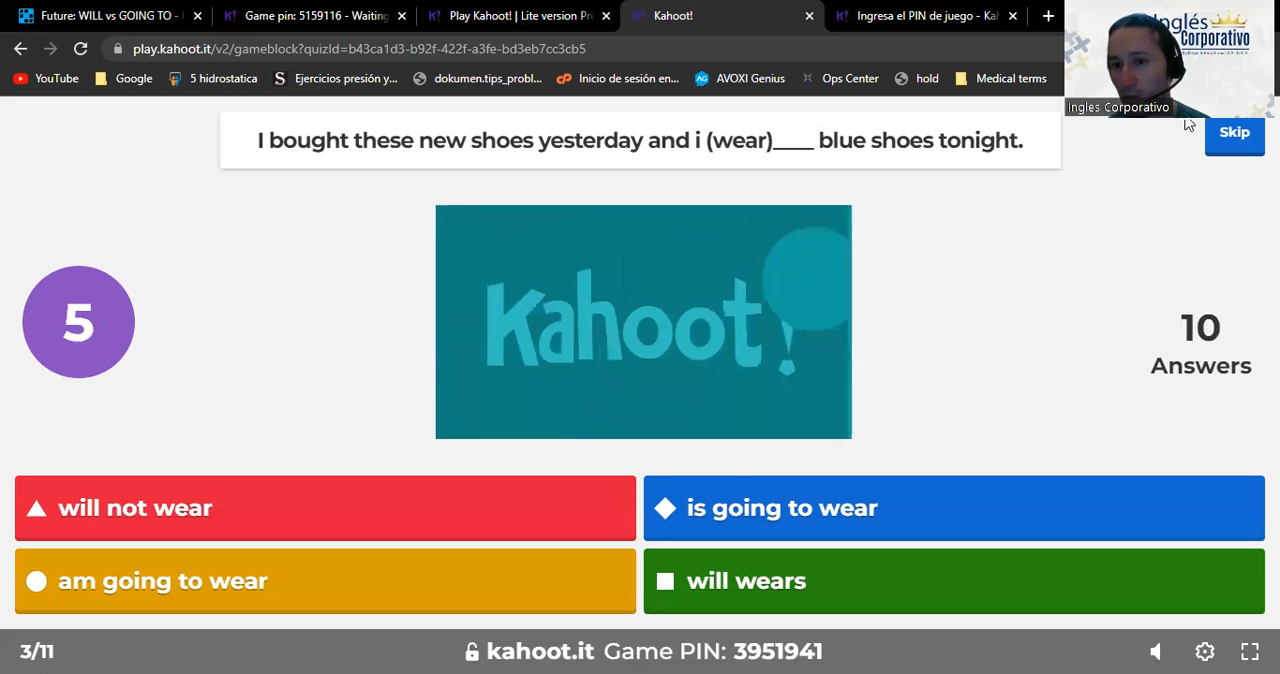 Future: WILL vs GOING TO -
Game pin: 5159116 - Waiting
Play Kahoot! | Lite version Pr
Kahoot!
Ingresa el PIN de juego - Kah
play.kahoot.it/v2/gameblock?quizId=b43ca1d3-b92f-422f-a3fe-bd3eb7cc3cb5
YouTube
Google
5 hidrostatica
Ejercicios presión y...
dokumen.tips_probl...
Inicio de sesión en...
AVOXI Genius
Ops Center
hold
Medical terms
Inglés
Corporativo
Ingles Corporativo
I bought these new shoes yesterday and i (wear)____ blue shoes tonight.
Skip
5
Kahoot!
10
Answers
will not wear
is going to wear
am going to wear
will wears
3/11
kahoot.it Game PIN: 3951941